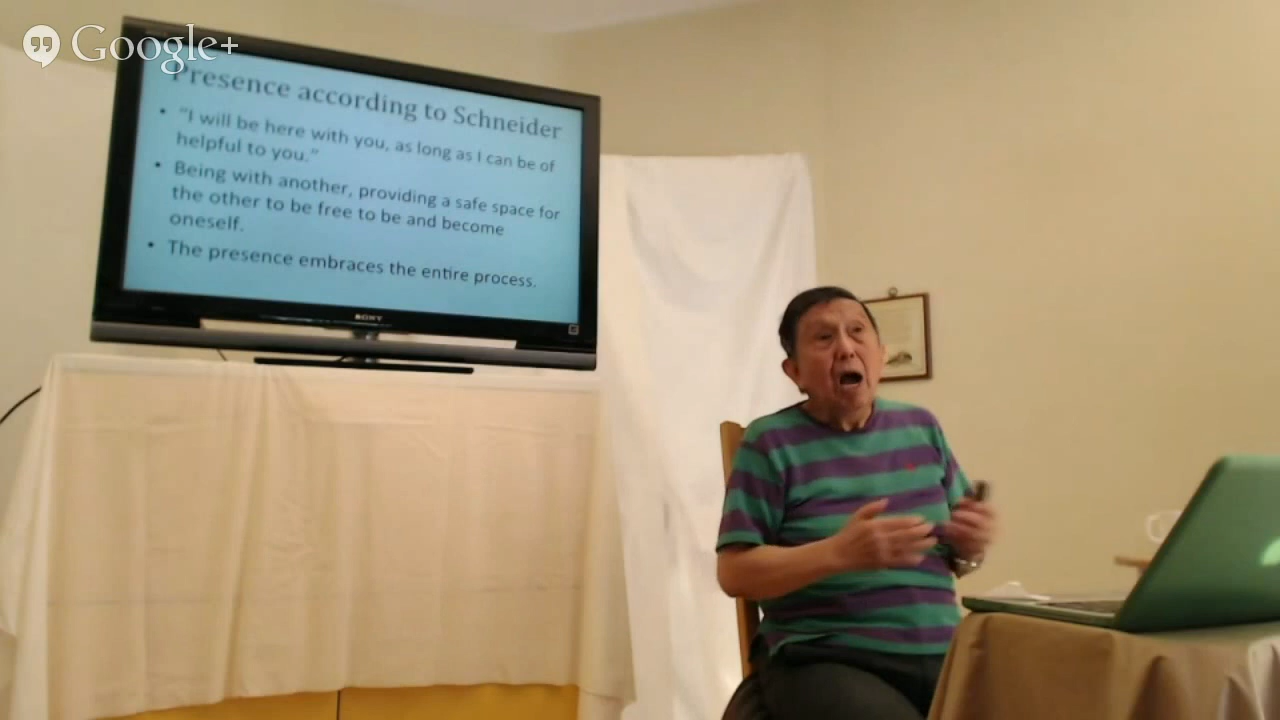 Google+
Presence according to Schneider
• “I will be here with you, as long as I can be of
helpful to you.”
• Being with another, providing a safe space for
the other to be free to be and become
oneself.
• The presence embraces the entire process.
SONY